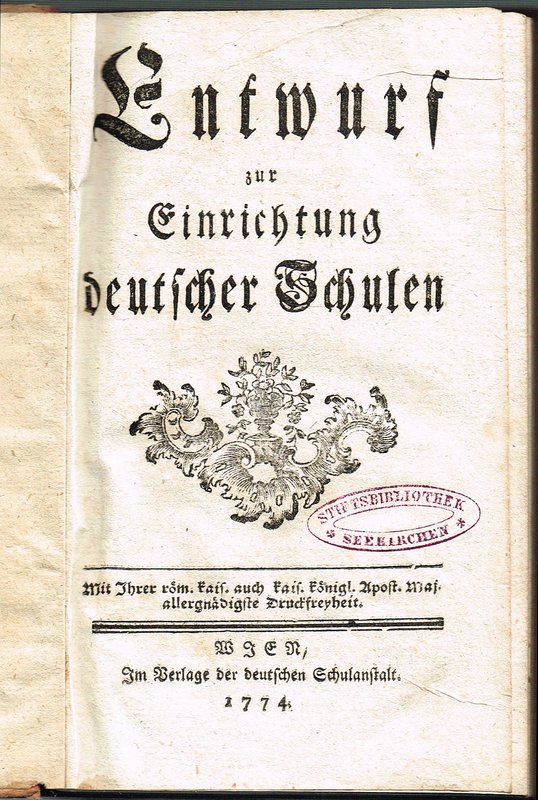 Entwurf
zur
Einrichtung
deutſcher Schulen
STIFTSBIBLIOTHEK
* SEEKIRCHEN *
Mit Ihrer röm. kaiſ. auch kaiſ. königl. Apoſt. Maj.
allergnädigſte Druckfreyheit.
WIEN,
Im Verlage der deutſchen Schulanſtalt.
1774.